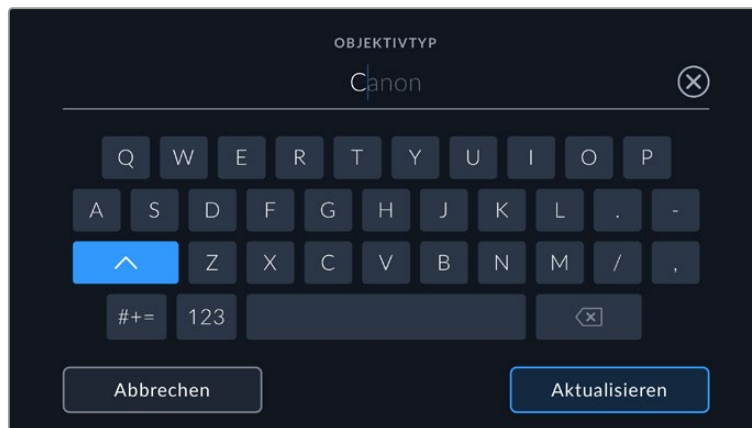 OBJEKTIVTYP
Canon
Q W E R T Y U I O P
A S D F G H J K L . -
Z X C V B N M / ,
#+= 123
Abbrechen Aktualisieren